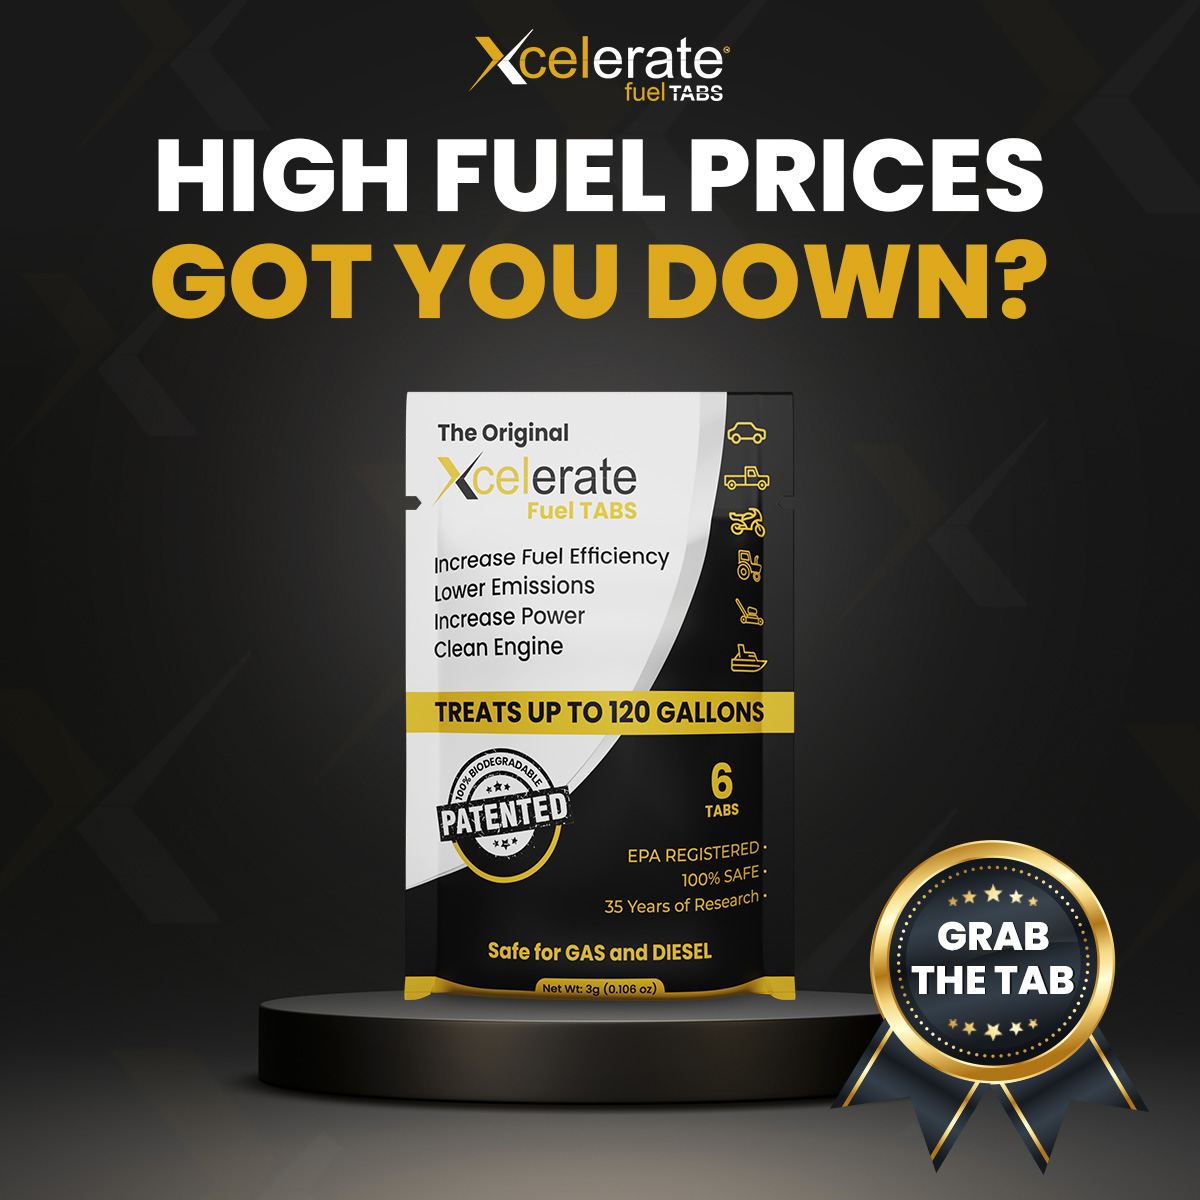 Xcelerate
fuel TABS
HIGH FUEL PRICES
GOT YOU DOWN?
The Original
Xcelerate
Fuel TABS
Increase Fuel Efficiency
Lower Emissions
Increase Power
Clean Engine
TREATS UP TO 120 GALLONS
100% BIODEGRADABLE
PATENTED
6
TABS
EPA REGISTERED •
100% SAFE •
35 Years of Research •
Safe for GAS and DIESEL
Net Wt: 3g (0.106 oz)
GRAB
THE TAB